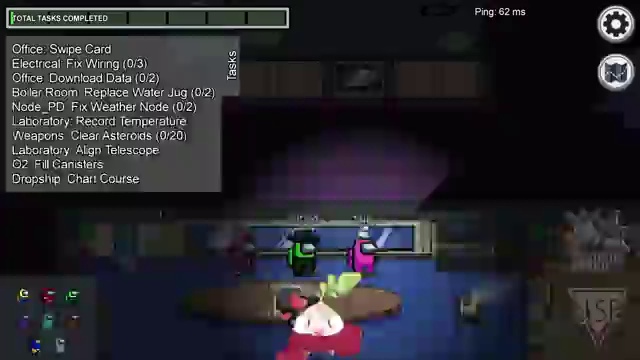 TOTAL TASKS COMPLETED
Ping: 62 ms
Tasks
Office: Swipe Card
Electrical: Fix Wiring (0/3)
Office: Download Data (0/2)
Boiler Room: Replace Water Jug (0/2)
Node_PD: Fix Weather Node (0/2)
Laboratory: Record Temperature
Weapons: Clear Asteroids (0/20)
Laboratory: Align Telescope
O2: Fill Canisters
Dropship: Chart Course
USE